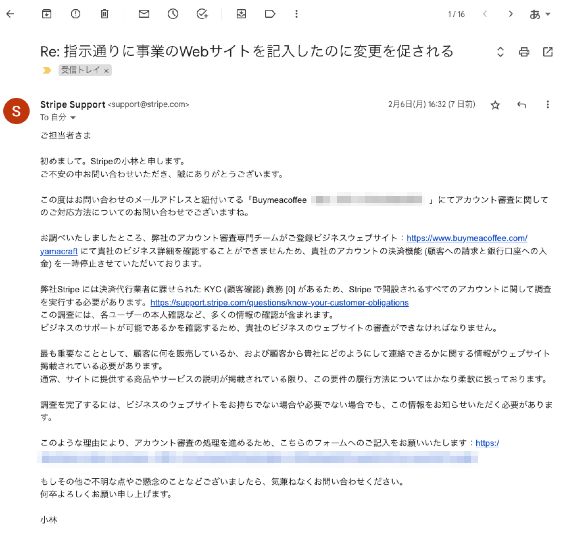 1 / 16
あ
Re: 指示通りに事業のWebサイトを記入したのに変更を促される
受信トレイ ×
S
Stripe Support <support@stripe.com>
2月6日(月) 16:32 (7 日前)
To 自分
ご担当者さま
初めまして。Stripeの小林と申します。
ご不安の中お問い合わせいただき、誠にありがとうございます。
この度はお問い合わせのメールアドレスと紐付いてる「Buymeacoffee 」にてアカウント審査に関して
のご対応方法についてのお問い合わせでございますね。
お調べいたしましたところ、弊社のアカウント審査専門チームがご登録ビジネスウェブサイト：https://www.buymeacoffee.com/
yamacraft にて貴社のビジネス詳細を確認することができませんため、貴社のアカウントの決済機能 (顧客への請求と銀行口座への入
金) を一時停止させていただいております。
弊社Stripe には決済代行業者に課せられた KYC (顧客確認) 義務 [0] があるため、Stripe で開設されるすべてのアカウントに関して調査
を実行する必要があります。https://support.stripe.com/questions/know-your-customer-obligations
この調査には、各ユーザーの本人確認など、多くの情報の確認が含まれます。
ビジネスのサポートが可能であるかを確認するため、貴社のビジネスのウェブサイトの審査ができなければなりません。
最も重要なこととして、顧客に何を販売しているか、および顧客から貴社にどのようにして連絡できるかに関する情報がウェブサイト
掲載されている必要があります。
通常、サイトに提供する商品やサービスの説明が掲載されている限り、この要件の履行方法についてはかなり柔軟に扱っております。
調査を完了するには、ビジネスのウェブサイトをお持ちでない場合や必要でない場合でも、この情報をお知らせいただく必要がありま
す。
このような理由により、アカウント審査の処理を進めるため、こちらのフォームへのご記入をお願いいたします：https:/
もしその他ご不明な点やご懸念のことなどございましたら、気兼ねなくお問い合わせください。
何卒よろしくお願い申し上げます。
小林